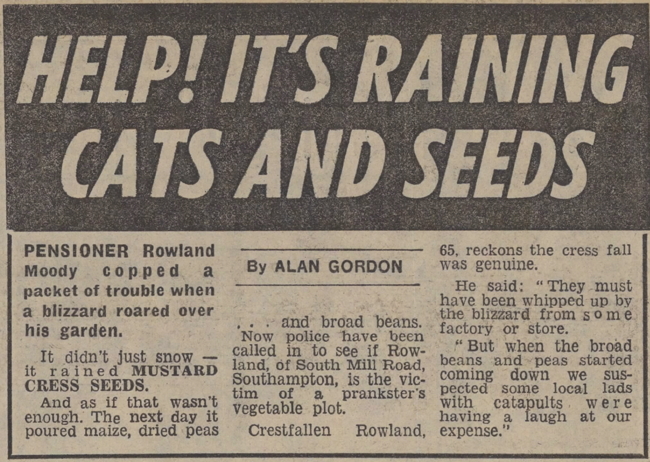 HELP! IT'S RAINING
CATS AND SEEDS
PENSIONER Rowland
Moody copped a
packet of trouble when
a blizzard roared over
his garden.
It didn't just snow —
it rained MUSTARD
CRESS SEEDS.
And as if that wasn't
enough. The next day it
poured maize, dried peas
By ALAN GORDON
. . . and broad beans.
Now police have been
called in to see if Row-
land, of South Mill Road,
Southampton, is the vic-
tim of a prankster's
vegetable plot.
Crestfallen Rowland,
65, reckons the cress fall
was genuine.
He said: "They must
have been whipped up by
the blizzard from some
factory or store.
"But when the broad
beans and peas started
coming down we sus-
pected some local lads
with catapults were
having a laugh at our
expense."